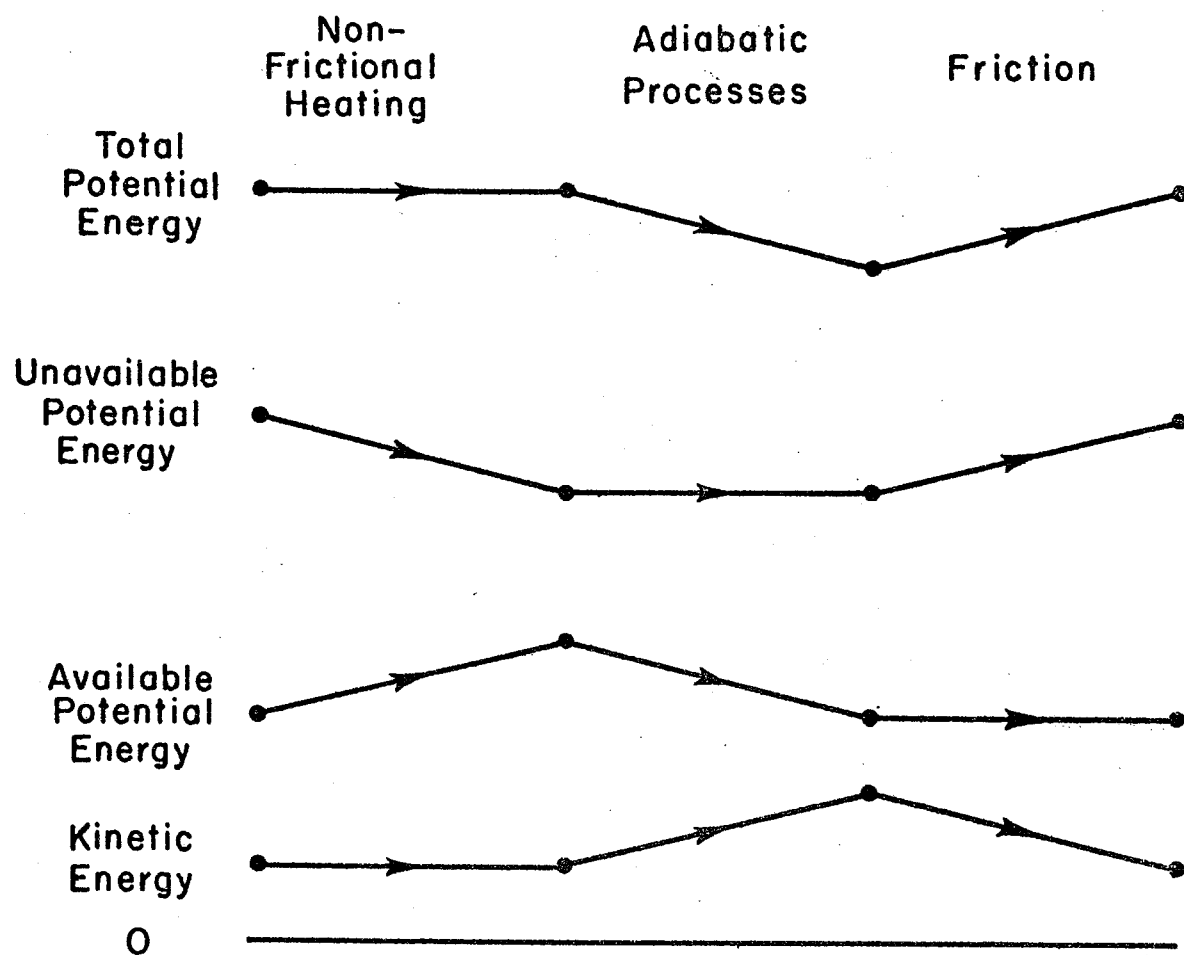 Non-
Frictional
Heating
Adiabatic
Processes
Friction
Total
Potential
Energy
Unavailable
Potential
Energy
Available
Potential
Energy
Kinetic
Energy
0